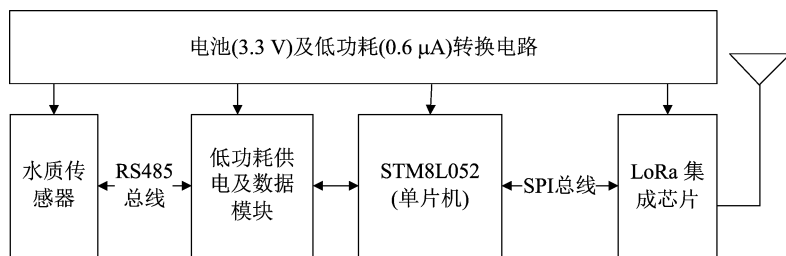 电池(3.3 V)及低功耗(0.6 μA)转换电路
水质传
感器
RS485
总线
低功耗供
电及数据
模块
STM8L052
(单片机)
SPI总线
LoRa 集
成芯片